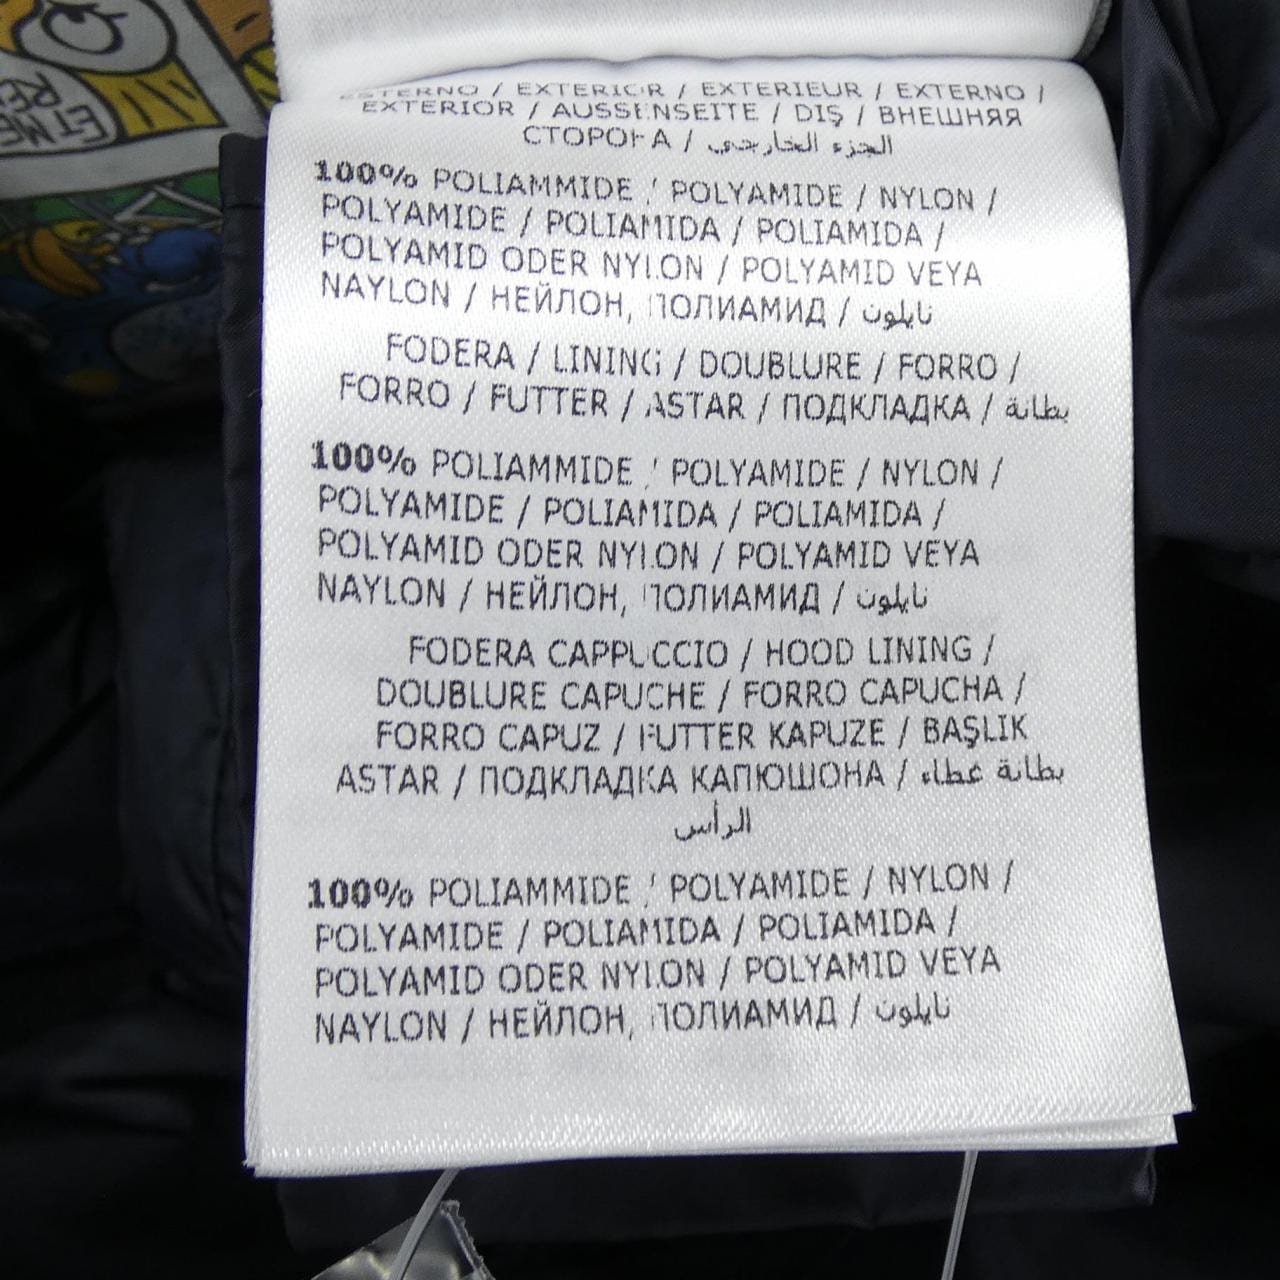 ET ME
RE
ESTERNO / EXTERIOR / EXTERIEUR / EXTERNO /
EXTERIOR / AUSSENSEITE / DIŞ / ВНЕШНЯЯ
СТОРОНА / الجزء الخارجي
100% POLIAMMIDE / POLYAMIDE / NYLON /
POLYAMIDE / POLIAMIDA / POLIAMIDA /
POLYAMID ODER NYLON / POLYAMID VEYA
NAYLON / НЕЙЛОН, ПОЛИАМИД / نايلون
FODERA / LINING / DOUBLURE / FORRO /
FORRO / FUTTER / ASTAR / ПОДКЛАДКА / بطانة
100% POLIAMMIDE / POLYAMIDE / NYLON /
POLYAMIDE / POLIAMIDA / POLIAMIDA /
POLYAMID ODER NYLON / POLYAMID VEYA
NAYLON / НЕЙЛОН, ПОЛИАМИД / نايلون
FODERA CAPPUCCIO / HOOD LINING /
DOUBLURE CAPUCHE / FORRO CAPUCHA /
FORRO CAPUZ / FUTTER KAPUZE / BAŞLIK
ASTAR / ПОДКЛАДКА КАПЮШОНА / بطانة غطاء
الرأس
100% POLIAMMIDE / POLYAMIDE / NYLON /
POLYAMIDE / POLIAMIDA / POLIAMIDA /
POLYAMID ODER NYLON / POLYAMID VEYA
NAYLON / НЕЙЛОН, ПОЛИАМИД / نايلون